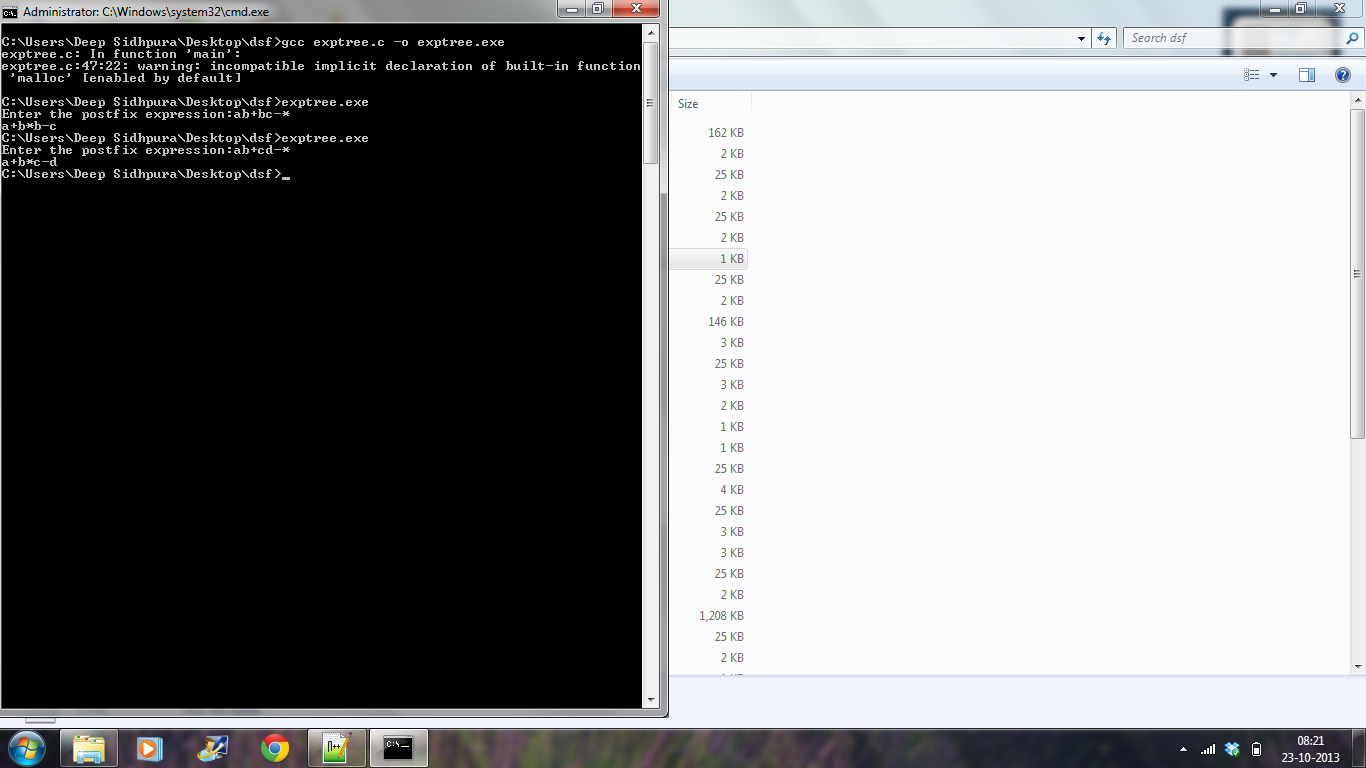 Administrator: C:\Windows\system32\cmd.exe
C:\Users\Deep Sidhpura\Desktop\dsf>gcc exptree.c -o exptree.exe
exptree.c: In function 'main':
exptree.c:47:22: warning: incompatible implicit declaration of built-in function
'malloc' [enabled by default]
C:\Users\Deep Sidhpura\Desktop\dsf>exptree.exe
Enter the postfix expression:ab+bc-*
a+b*b-c
C:\Users\Deep Sidhpura\Desktop\dsf>exptree.exe
Enter the postfix expression:ab+cd-*
a+b*c-d
C:\Users\Deep Sidhpura\Desktop\dsf>_
Search dsf
Size
162 KB
2 KB
25 KB
2 KB
25 KB
2 KB
1 KB
25 KB
2 KB
146 KB
3 KB
25 KB
3 KB
2 KB
1 KB
1 KB
25 KB
4 KB
25 KB
3 KB
3 KB
25 KB
2 KB
1,208 KB
25 KB
2 KB
08:21
23-10-2013